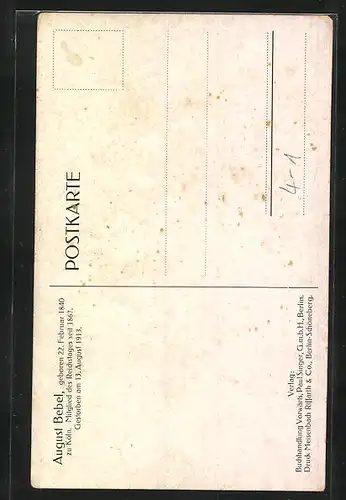 August Bebel, geboren 22. Februar 1840
zu Köln. Mitglied des Reichstages seit 1867.
Gestorben am 13. August 1913.
POSTKARTE
Verlag:
Buchhandlung Vorwärts, Paul Singer, G.m.b.H., Berlin.
Druck Meisenbach Riffarth & Co., Berlin-Schöneberg.
4-1